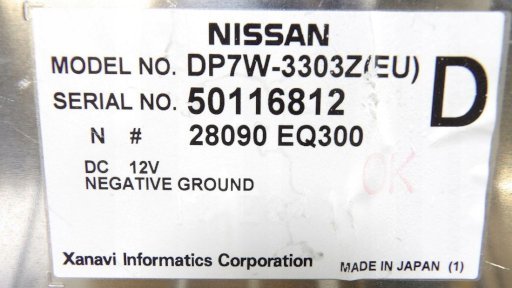 NISSAN
MODEL NO. DP7W-3303Z(EU)
D
SERIAL NO. 50116812
N # 28090 EQ300
DC 12V
NEGATIVE GROUND
OK
Xanavi Informatics Corporation
MADE IN JAPAN (1)